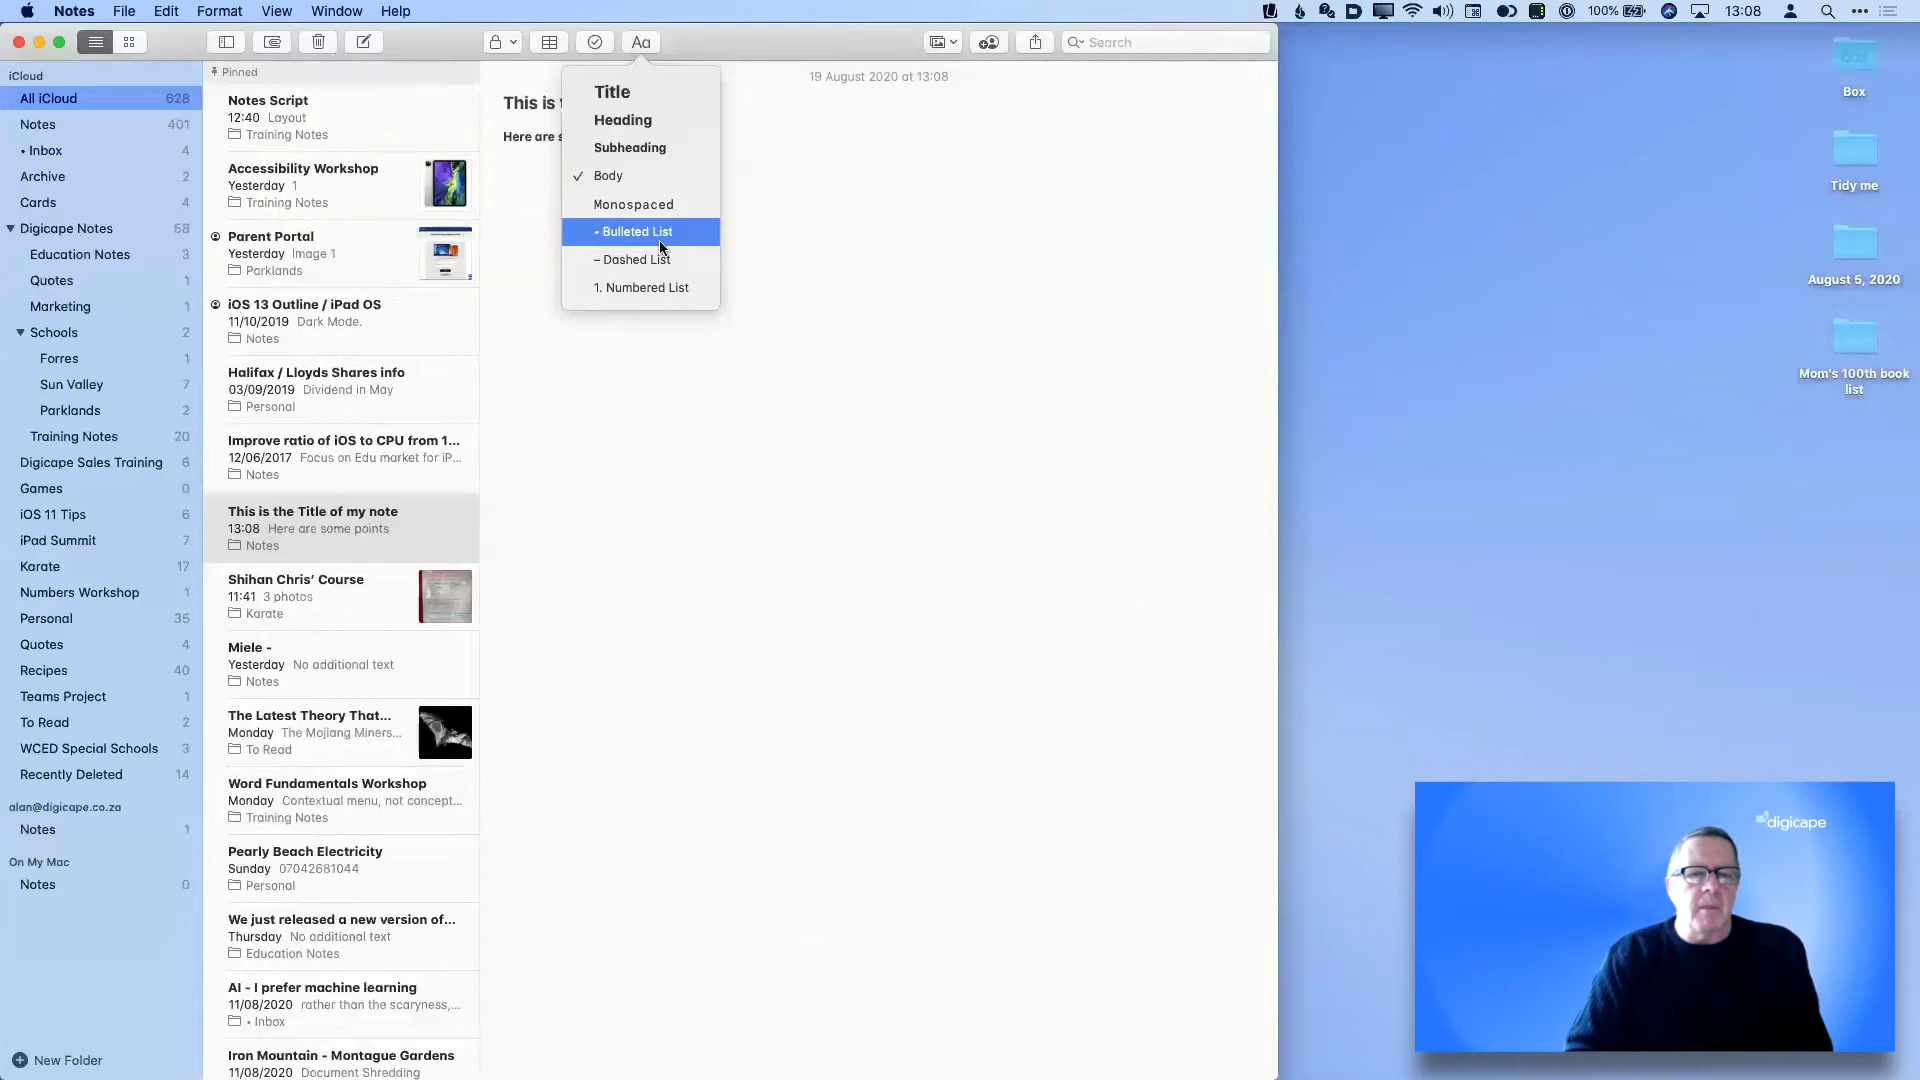 Notes File Edit Format View Window Help
100% 13:08
Search
iCloud
All iCloud 628
Notes 401
• Inbox 4
Archive 2
Cards 2
Digicape Notes 58
Education Notes 3
Quotes 1
Marketing 1
Schools 2
Forres 1
Sun Valley 7
Parklands 2
Training Notes 20
Digicape Sales Training 6
Games 0
iOS 11 Tips 6
iPad Summit 7
Karate 17
Numbers Workshop 1
Personal 35
Quotes 4
Recipes 40
Teams Project 1
To Read 2
WCED Special Schools 3
Recently Deleted 14
alan@digicape.co.za
Notes 1
On My Mac
Notes 0
New Folder
Pinned
Notes Script
12:40 Layout
Training Notes
Accessibility Workshop
Yesterday 1
Training Notes
Parent Portal
Yesterday Image 1
Parklands
iOS 13 Outline / iPad OS
11/10/2019 Dark Mode.
Notes
Halifax / Lloyds Shares info
03/09/2019 Dividend in May
Personal
Improve ratio of iOS to CPU from 1...
12/06/2017 Focus on Edu market for iP...
Notes
This is the Title of my note
13:08 Here are some points
Notes
Shihan Chris’ Course
11:41 3 photos
Karate
Miele -
Yesterday No additional text
Notes
The Latest Theory That...
Monday The Mojiang Miners...
To Read
Word Fundamentals Workshop
Monday Contextual menu, not concept...
Training Notes
Pearly Beach Electricity
Sunday 07042681044
Personal
We just released a new version of...
Thursday No additional text
Education Notes
AI - I prefer machine learning
11/08/2020 rather than the scaryness,...
• Inbox
Iron Mountain - Montague Gardens
11/08/2020 Document Shredding
Aa
19 August 2020 at 13:08
This is
Here are
Title
Heading
Subheading
✓ Body
Monospaced
• Bulleted List
– Dashed List
1. Numbered List
Box
Tidy me
August 5, 2020
Mom's 100th book
list
digicape